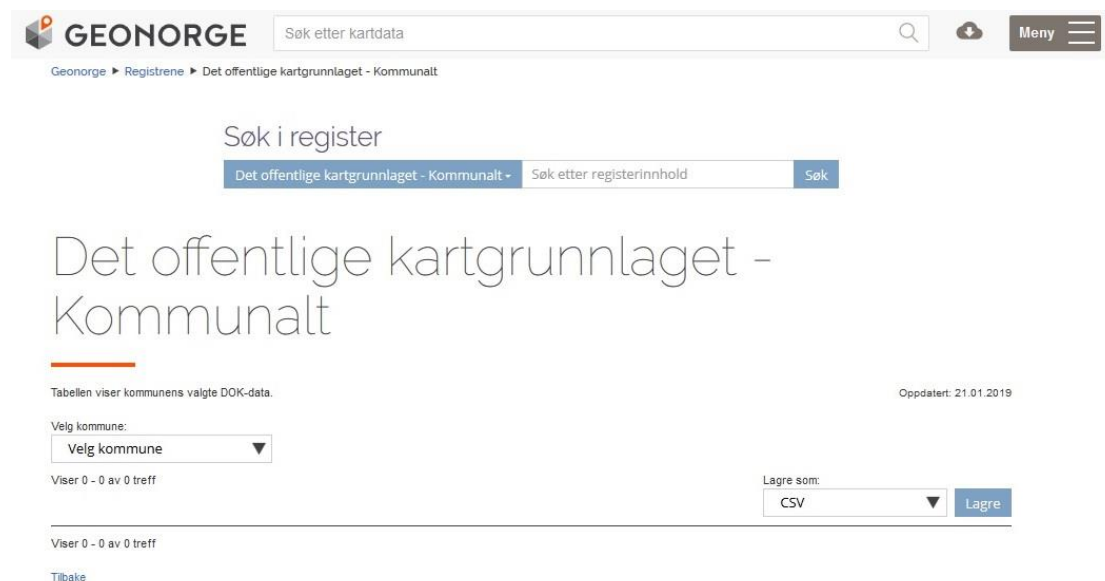 GEONORGE
Søk etter kartdata
Meny
Geonorge ▶ Registrene ▶ Det offentlige kartgrunnlaget - Kommunalt
Søk i register
Det offentlige kartgrunnlaget - Kommunalt
Søk etter registerinnhold
Søk
Det offentlige kartgrunnlaget -
Kommunalt
Tabellen viser kommunens valgte DOK-data.
Oppdatert: 21.01.2019
Velg kommune:
Velg kommune
Viser 0 - 0 av 0 treff
Lagre som:
CSV
Lagre
Viser 0 - 0 av 0 treff
Tilbake